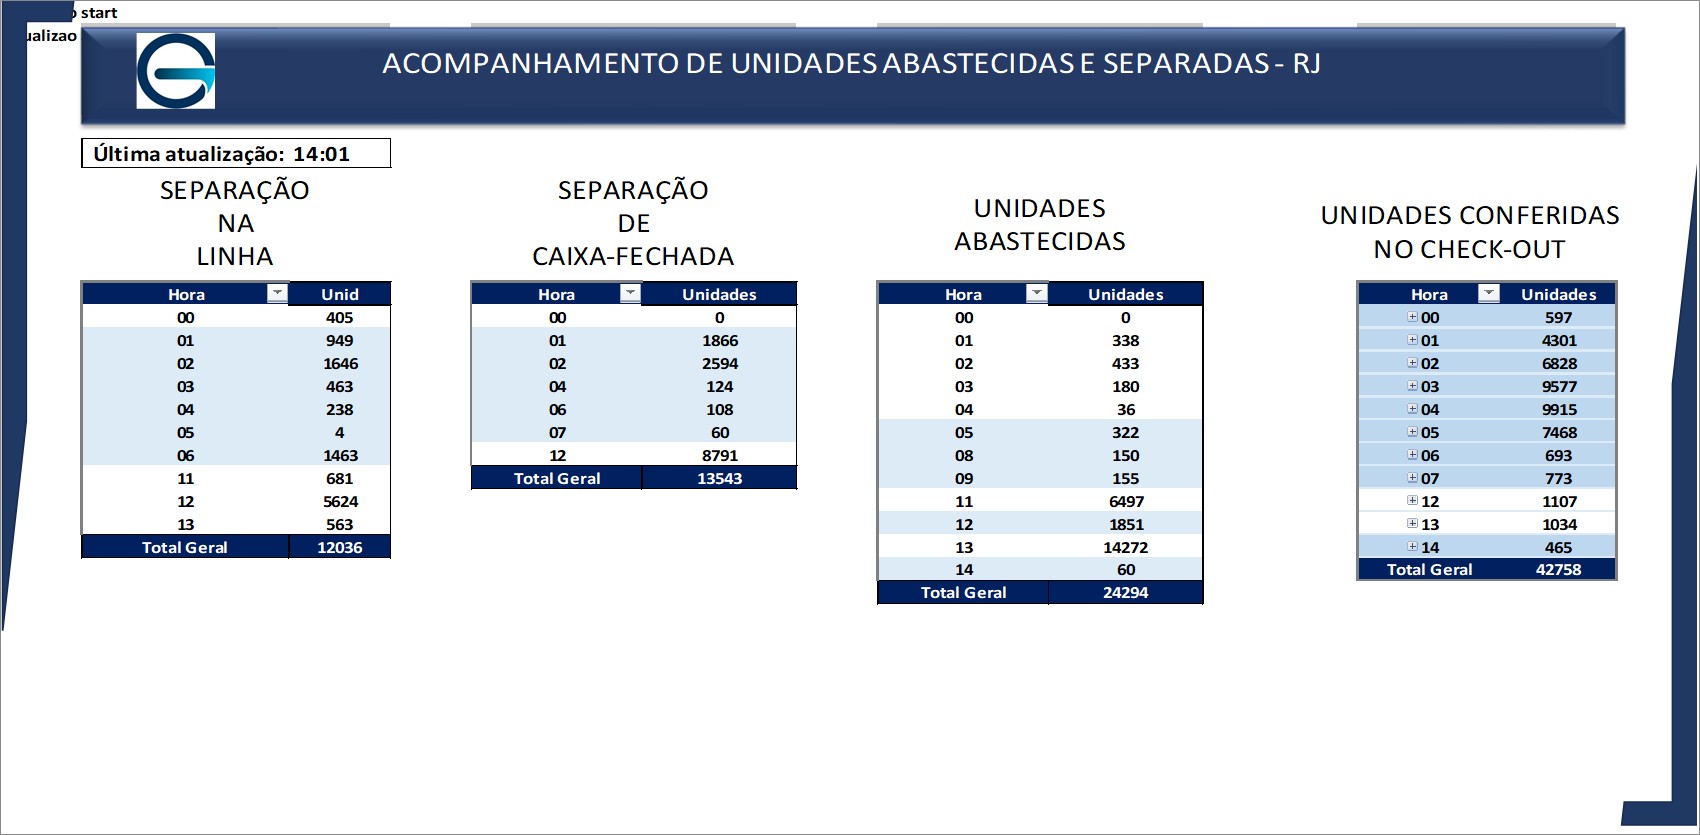 start
ualizao
ACOMPANHAMENTO DE UNIDADES ABASTECIDAS E SEPARADAS - RJ
Última atualização: 14:01
SEPARAÇÃO
NA
LINHA
Hora Unid
00 405
01 949
02 1646
03 463
04 238
05 4
06 1463
11 681
12 5624
13 563
Total Geral 12036
SEPARAÇÃO
DE
CAIXA-FECHADA
Hora Unidades
00 0
01 1866
02 2594
04 124
06 108
07 60
12 8791
Total Geral 13543
UNIDADES
ABASTECIDAS
Hora Unidades
00 0
01 338
02 433
03 180
04 36
05 322
08 150
09 155
11 6497
12 1851
13 14272
14 60
Total Geral 24294
UNIDADES CONFERIDAS
NO CHECK-OUT
Hora Unidades
00 597
01 4301
02 6828
03 9577
04 9915
05 7468
06 693
07 773
12 1107
13 1034
14 465
Total Geral 42758